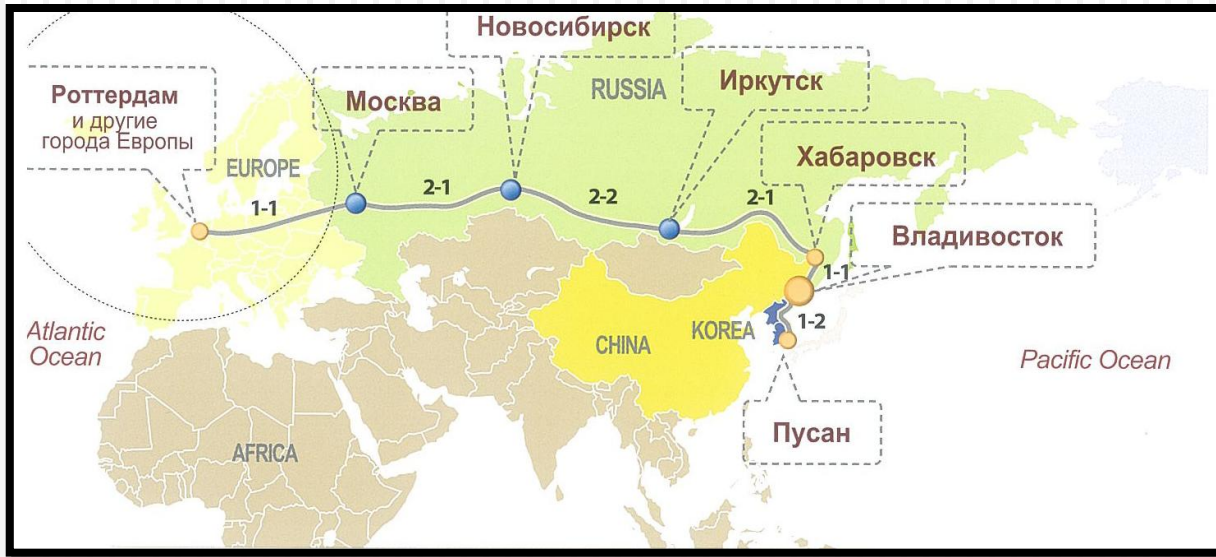 Новосибирск
Роттердам
и другие
города Европы
Москва
RUSSIA
Иркутск
Хабаровск
EUROPE
1-1
2-1
2-2
2-1
Владивосток
1-1
Atlantic
Ocean
CHINA
KOREA
1-2
Pacific Ocean
Пусан
AFRICA